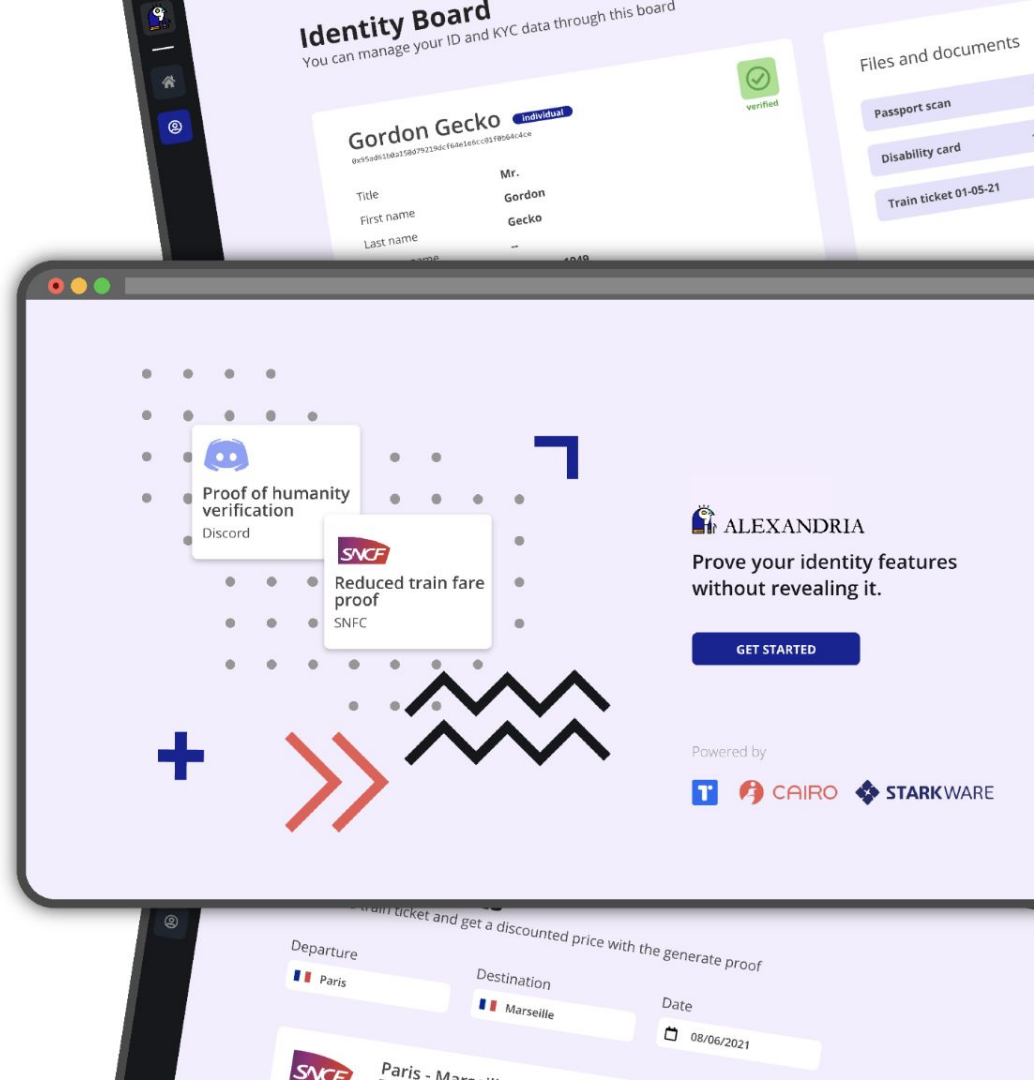 Identity Board
You can manage your ID and KYC data through this board
Gordon Gecko
individual
verified
Title
Mr.
First name
Gordon
Last name
Gecko
--
Files and documents
Passport scan
Disability card
Train ticket 01-05-21
Proof of humanity
verification
Discord
SNCF
Reduced train fare
proof
SNFC
ALEXANDRIA
Prove your identity features
without revealing it.
GET STARTED
Powered by
T
CAIRO
STARKWARE
train ticket and get a discounted price with the generate proof
Departure
Paris
Destination
Marseille
Date
08/06/2021
SNCF
Paris -